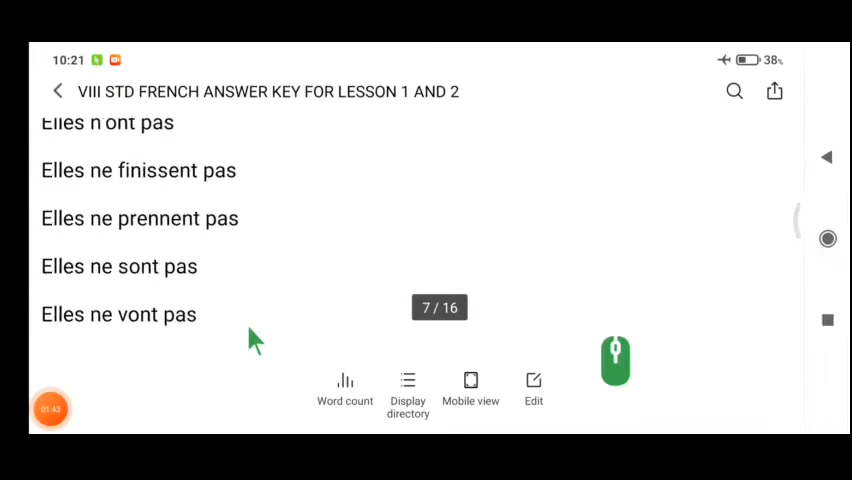 10:21
38%
VIII STD FRENCH ANSWER KEY FOR LESSON 1 AND 2
Elles n'ont pas
Elles ne finissent pas
Elles ne prennent pas
Elles ne sont pas
Elles ne vont pas
7 / 16
Word count
Display directory
Mobile view
Edit
01:43